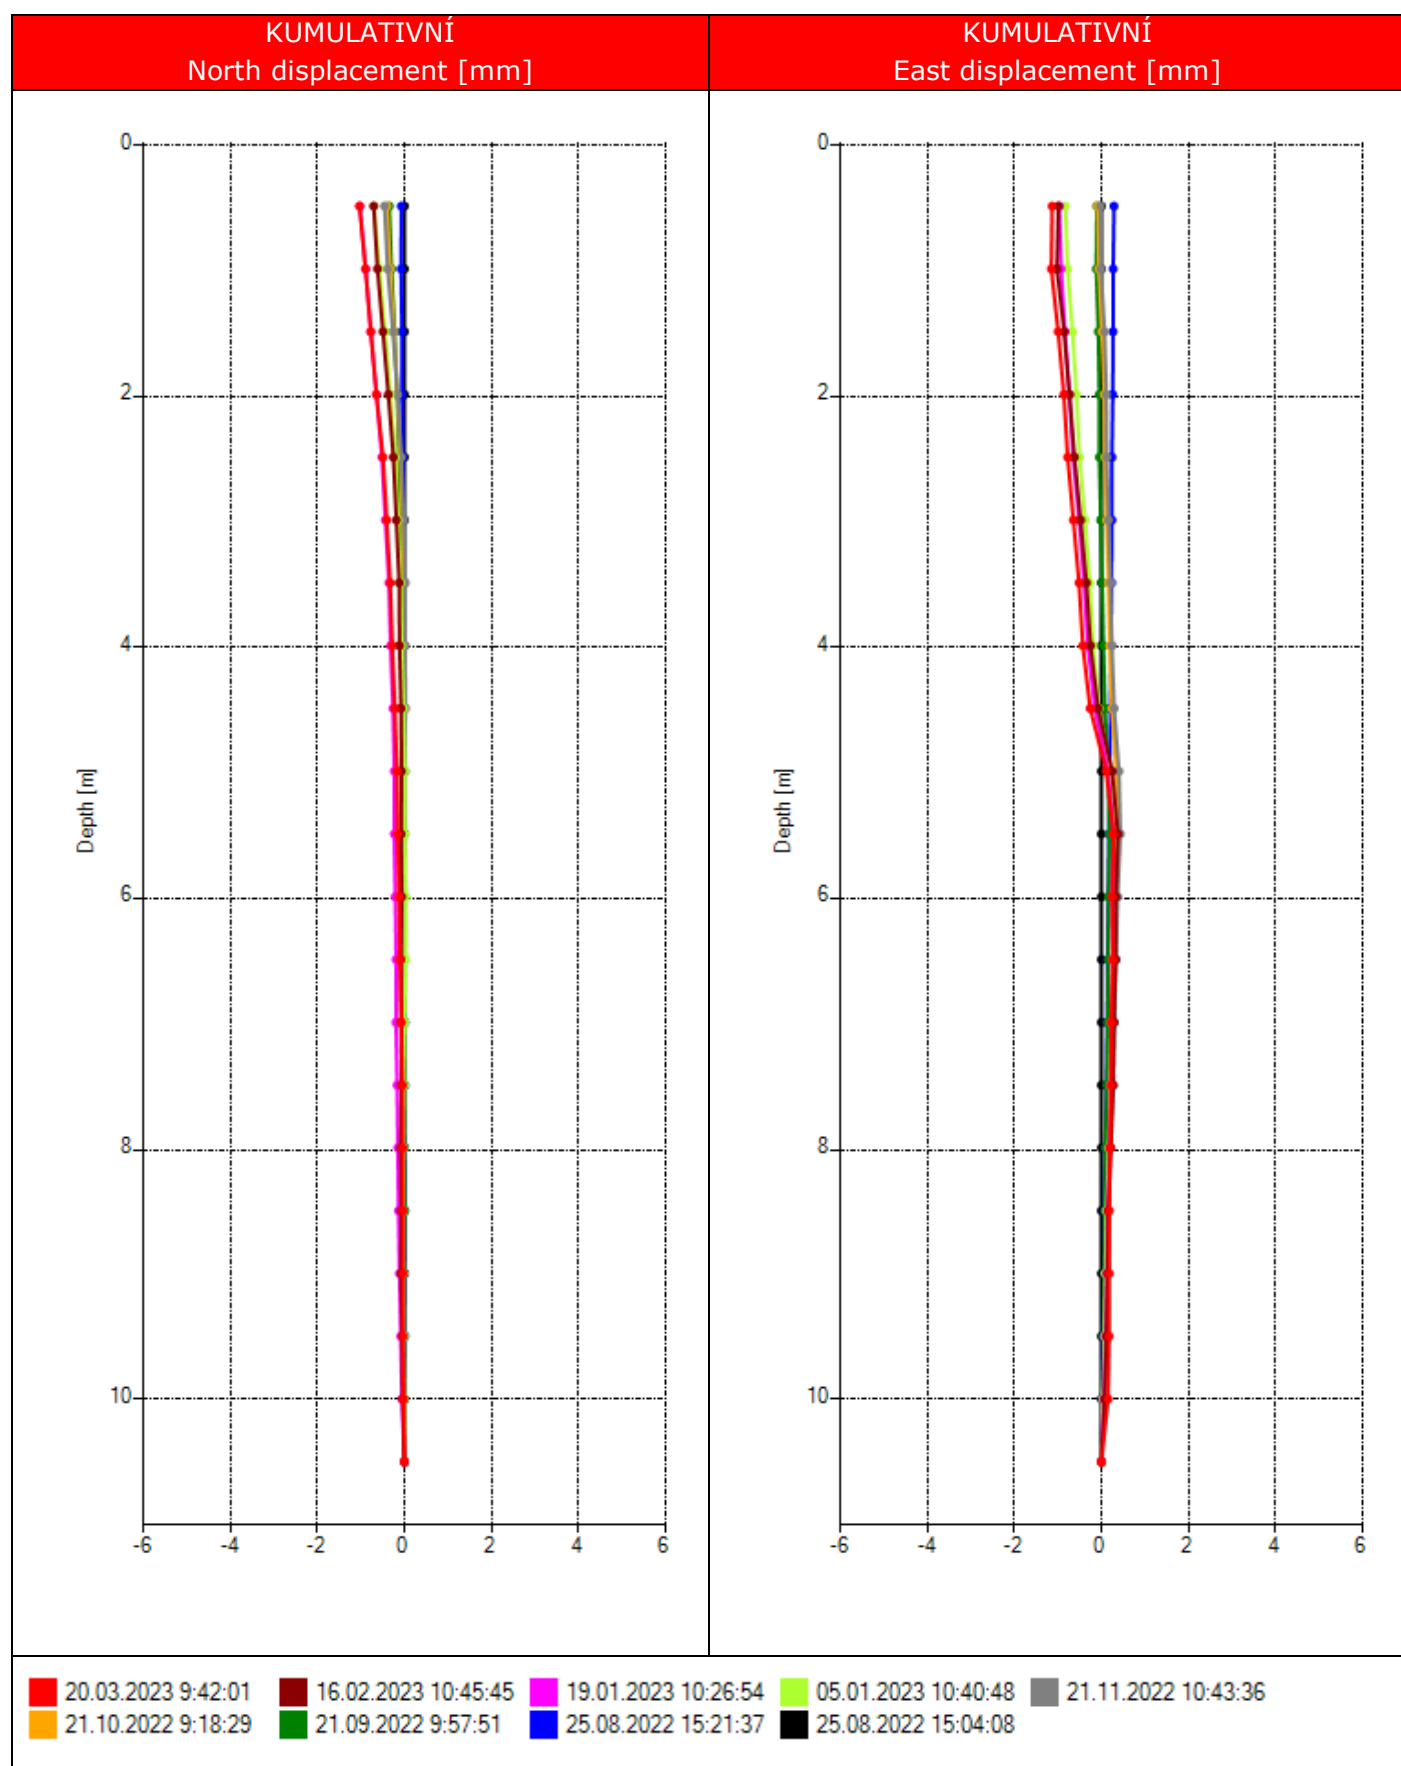 KUMULATIVNÍ
North displacement [mm]
KUMULATIVNÍ
East displacement [mm]
0
2
4
6
8
10
Depth [m]
-6 -4 -2 0 2 4 6
0
2
4
6
8
10
Depth [m]
-6 -4 -2 0 2 4 6
20.03.2023 9:42:01 16.02.2023 10:45:45 19.01.2023 10:26:54 05.01.2023 10:40:48 21.11.2022 10:43:36
21.10.2022 9:18:29 21.09.2022 9:57:51 25.08.2022 15:21:37 25.08.2022 15:04:08